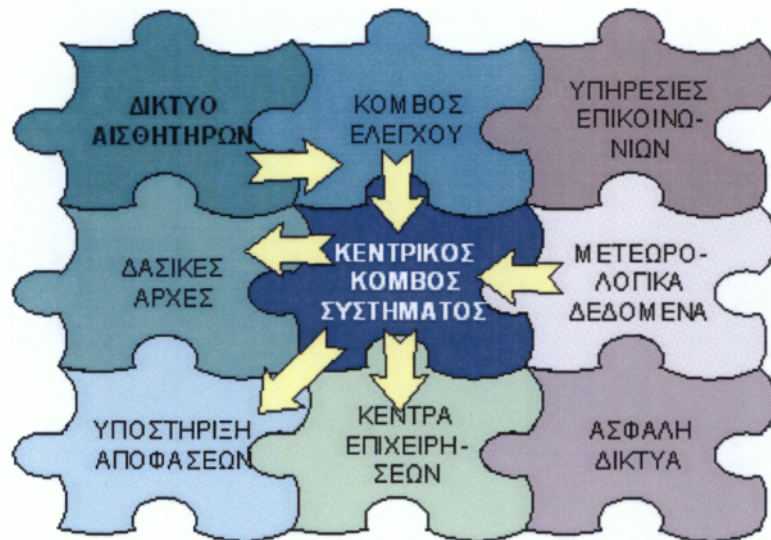 ΔΙΚΤΥΟ
ΑΙΣΘΗΤΗΡΩΝ
ΚΟΜΒΟΣ
ΕΛΕΓΧΟΥ
ΥΠΗΡΕΣΙΕΣ
ΕΠΙΚΟΙΝΩ-
ΝΙΩΝ
ΔΑΣΙΚΕΣ
ΑΡΧΕΣ
ΚΕΝΤΡΙΚΟΣ
ΚΟΜΒΟΣ
ΣΥΣΤΗΜΑΤΟΣ
ΜΕΤΕΩΡΟ-
ΛΟΓΙΚΑ
ΔΕΔΟΜΕΝΑ
ΥΠΟΣΤΗΡΙΞΗ
ΑΠΟΦΑΣΕΩΝ
ΚΕΝΤΡΑ
ΕΠΙΧΕΙΡΗ-
ΣΕΩΝ
ΑΣΦΑΛΗ
ΔΙΚΤΥΑ